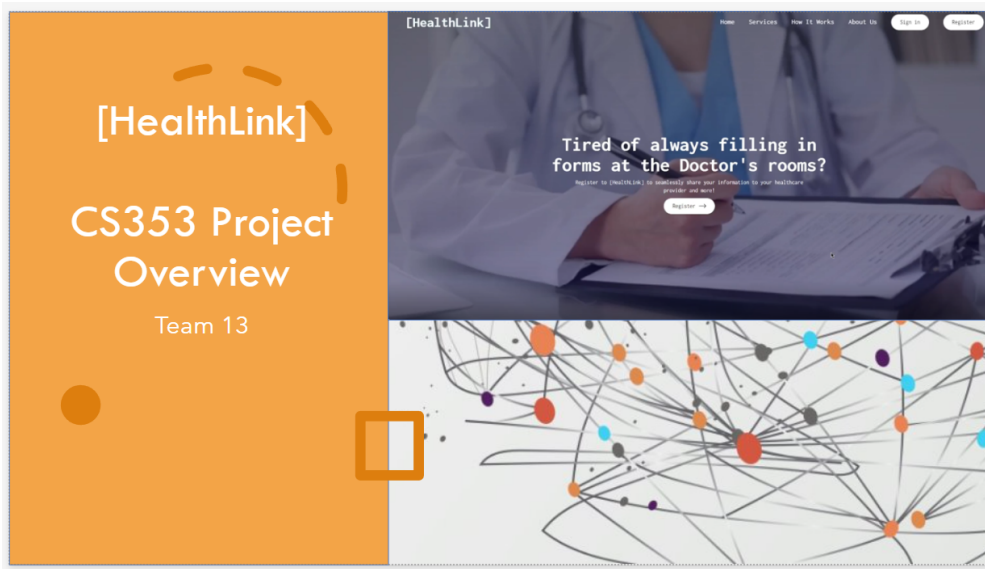 [HealthLink]
CS353 Project
Overview
Team 13
[HealthLink]
Home Services How It Works About Us Sign in Register
Tired of always filling in
forms at the Doctor's rooms?
Register to [HealthLink] to seamlessly share your information to your healthcare
provider and more!
Register →